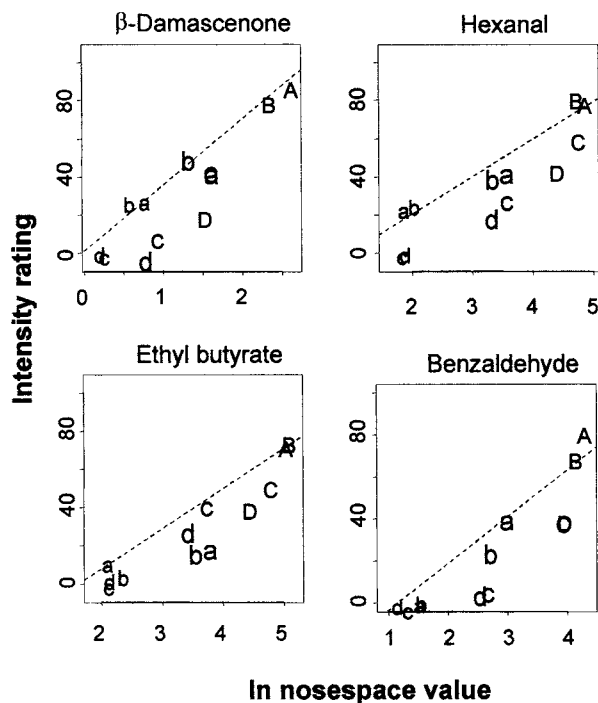 β-Damascenone
Hexanal
80
40
0
A
B
b
a
b
a
D
c
d
c
d
0
1
2
80
40
0
B
A
C
D
b
a
c
d
a
b
c
d
2
3
4
5
Intensity rating
Ethyl butyrate
Benzaldehyde
80
40
0
B
A
C
D
c
d
b
a
a
b
d
c
2
3
4
5
80
40
0
A
B
a
D
b
c
d
c
c
1
2
3
4
ln nosespace value